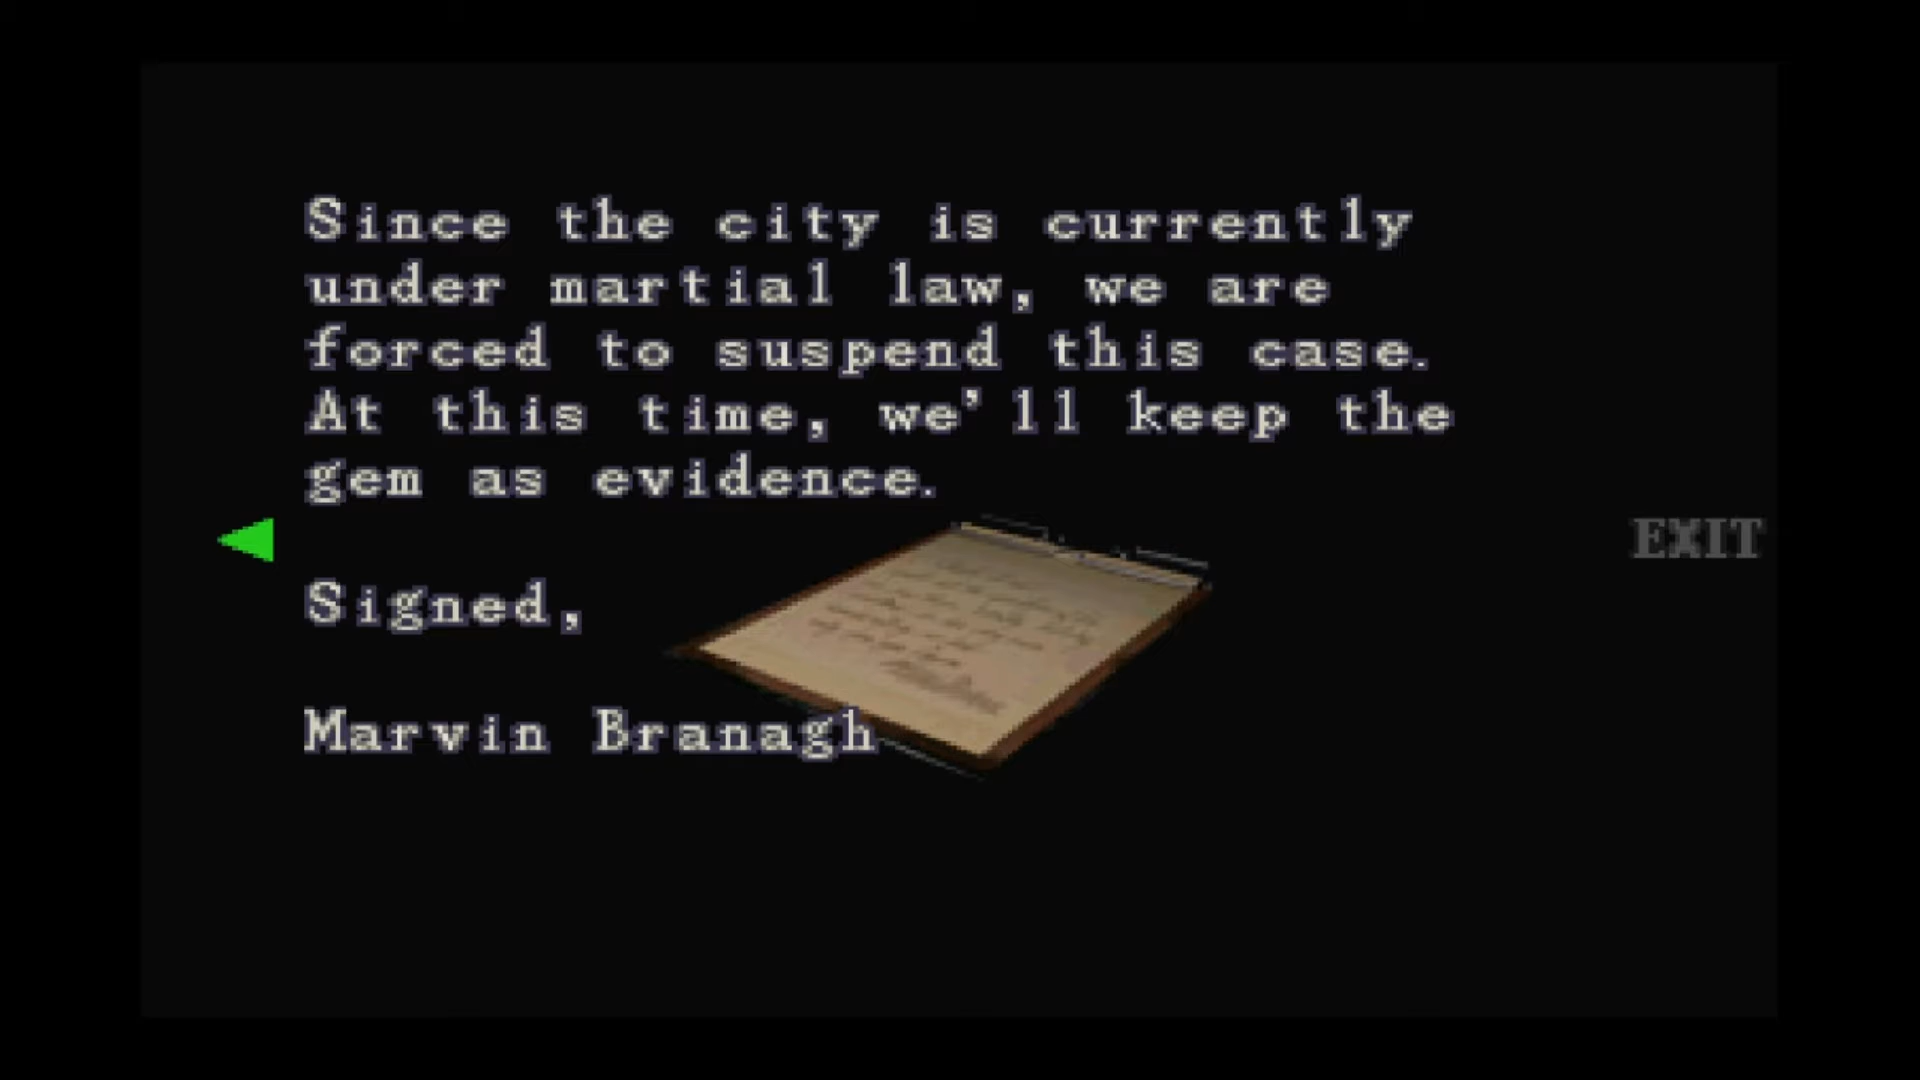 Since the city is currently
under martial law, we are
forced to suspend this case.
At this time, we'll keep the
gem as evidence.
EXIT
Signed,
Marvin Branagh